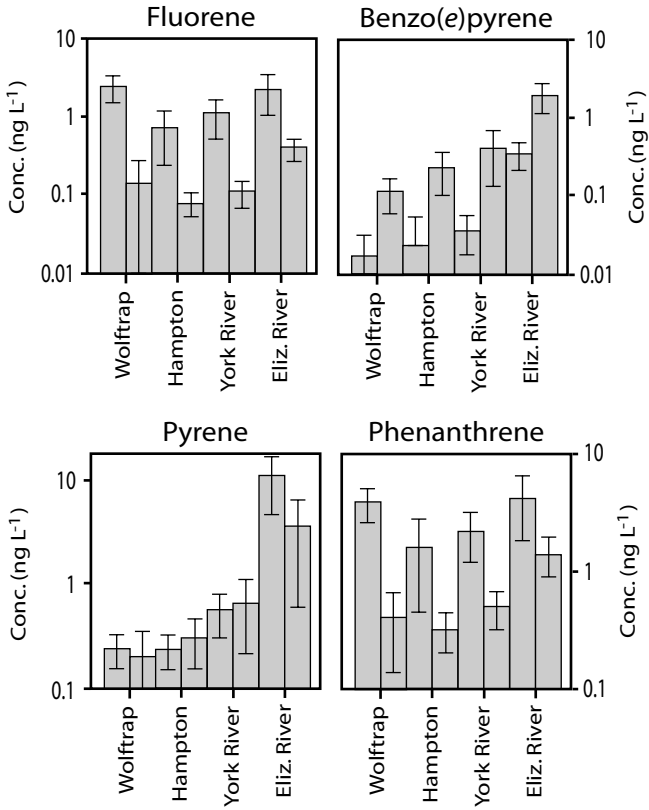 Fluorene
Benzo(e)pyrene
Conc. (ng L-1)
10
1
0.1
0.01
10
1
0.1
0.01
Conc. (ng L-1)
Wolftrap
Hampton
York River
Eliz. River
Wolftrap
Hampton
York River
Eliz. River
Pyrene
Phenanthrene
Conc. (ng L-1)
10
1
0.1
10
1
0.1
Conc. (ng L-1)
Wolftrap
Hampton
York River
Eliz. River
Wolftrap
Hampton
York River
Eliz. River